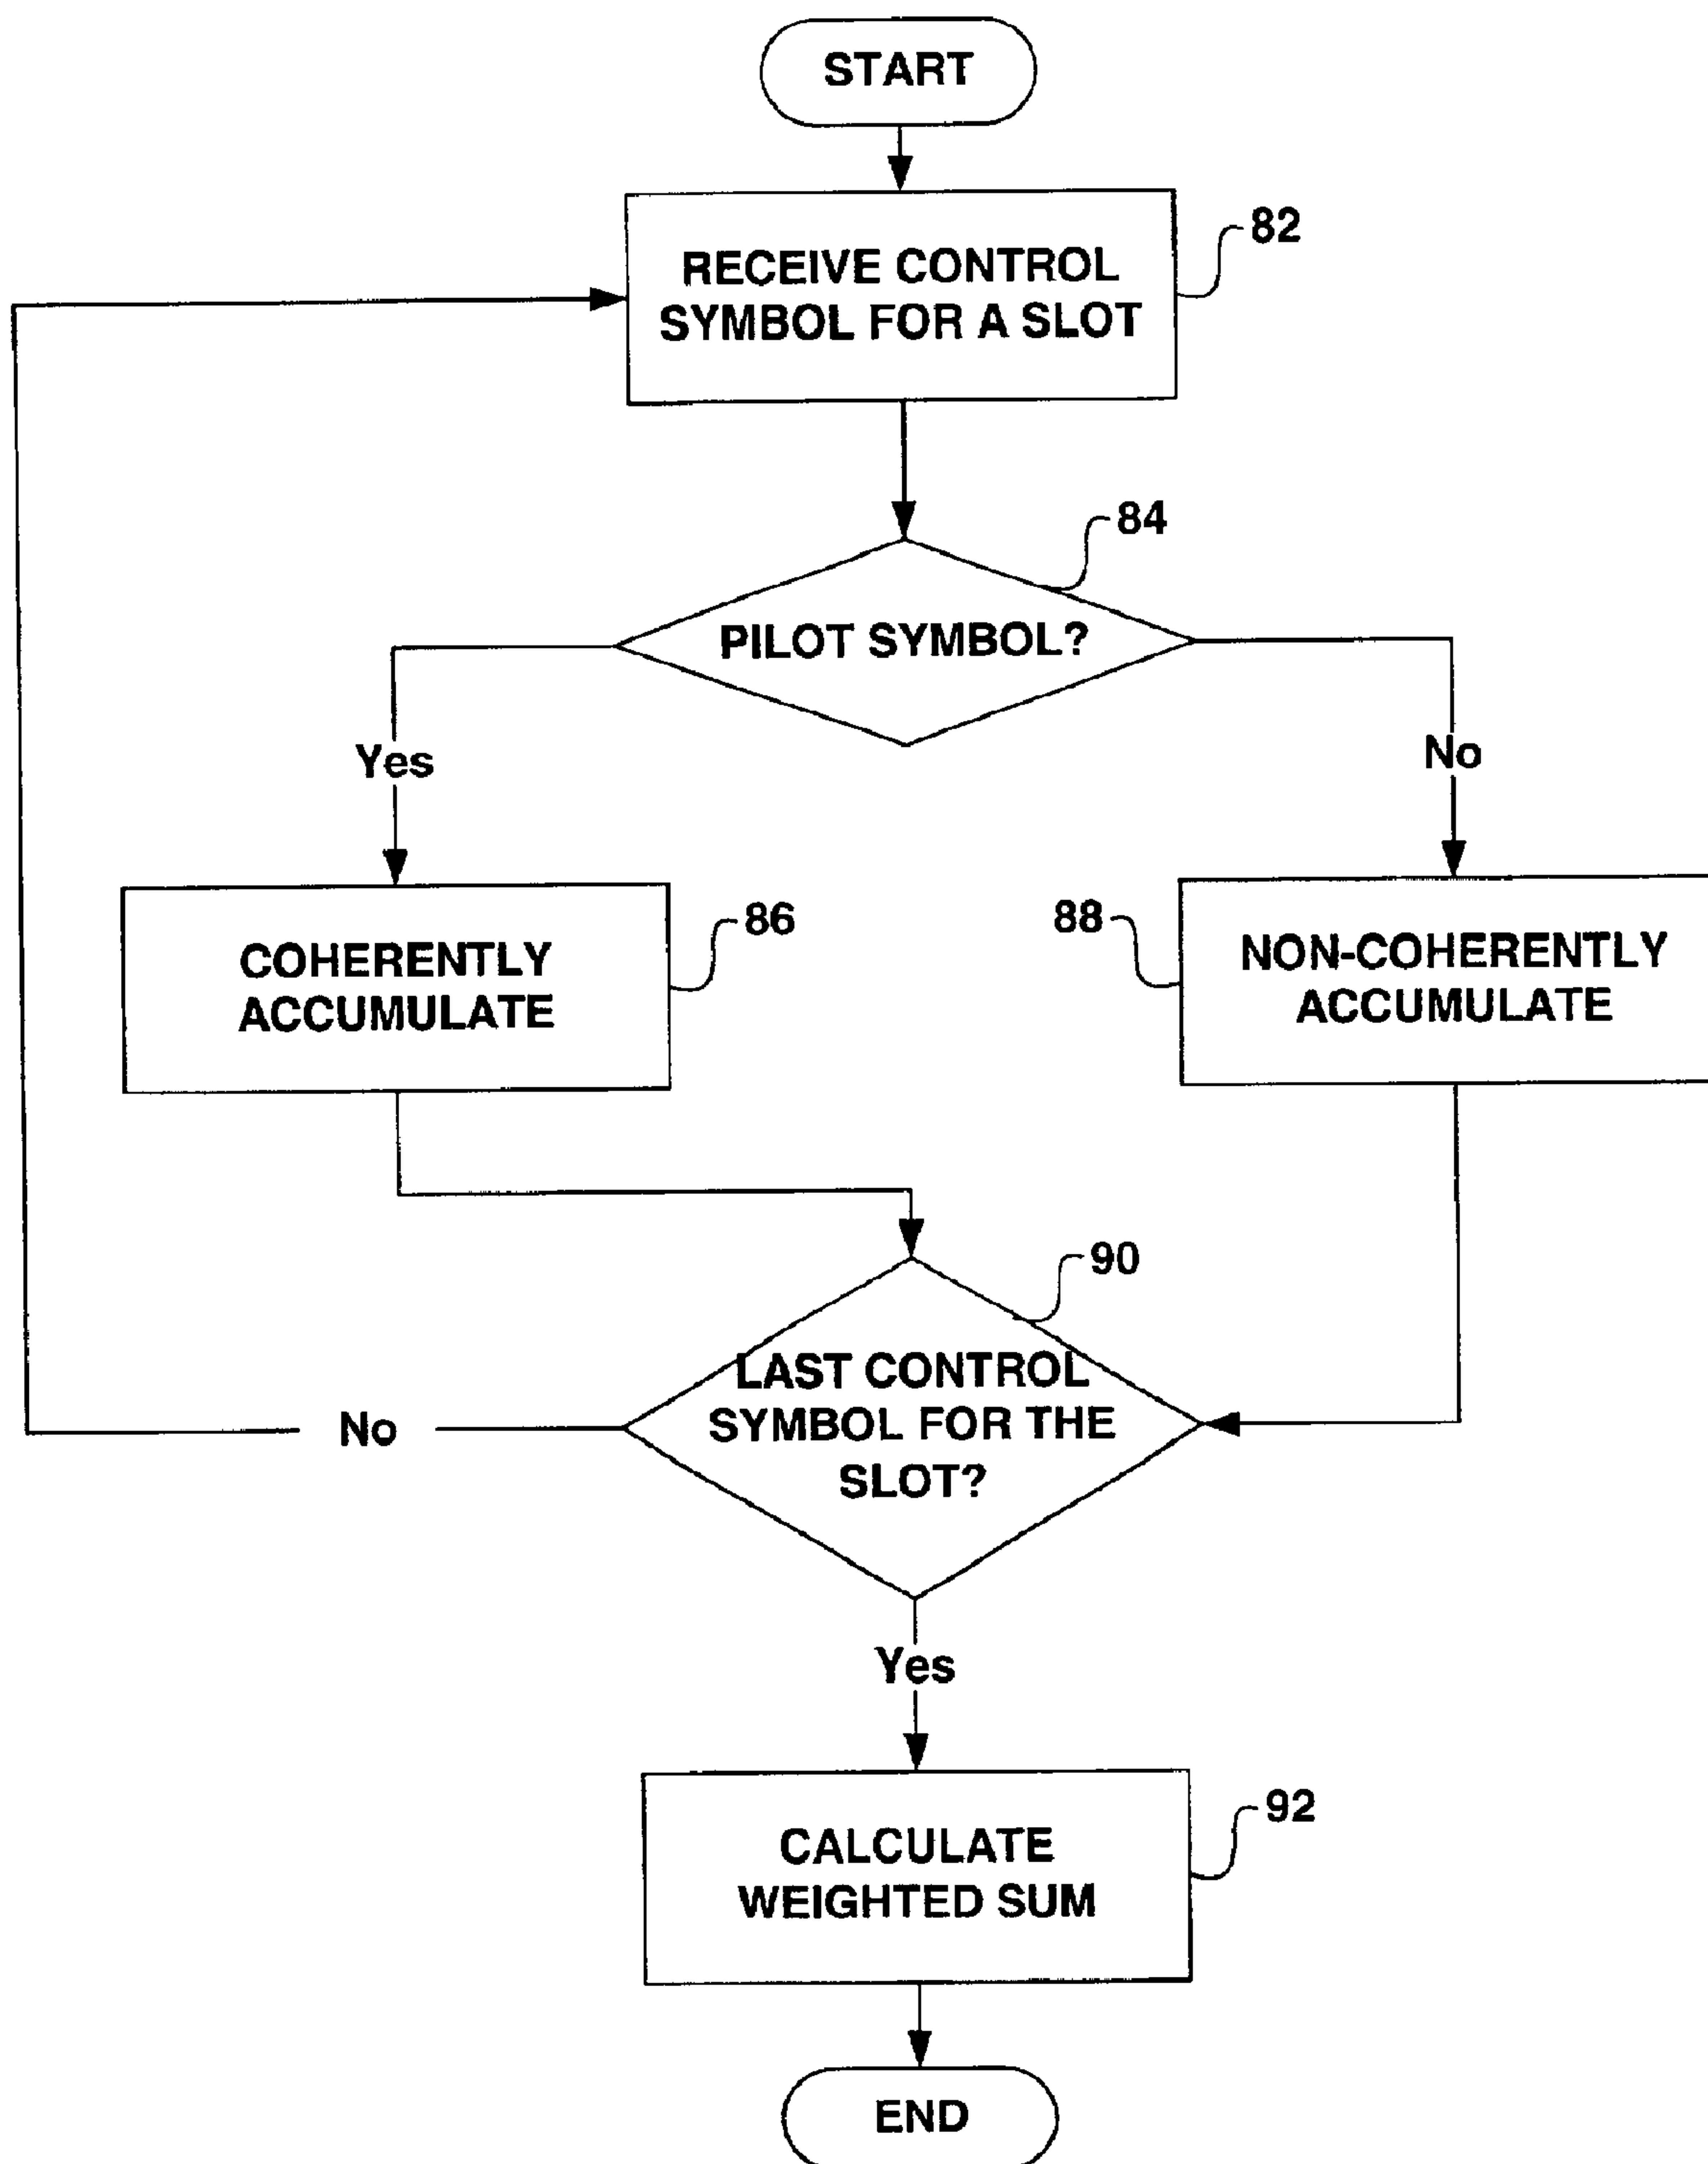 START
RECEIVE CONTROL
SYMBOL FOR A SLOT
82
PILOT SYMBOL?
84
Yes
No
COHERENTLY
ACCUMULATE
86
88
NON-COHERENTLY
ACCUMULATE
90
LAST CONTROL
SYMBOL FOR THE
SLOT?
No
Yes
CALCULATE
WEIGHTED SUM
92
END